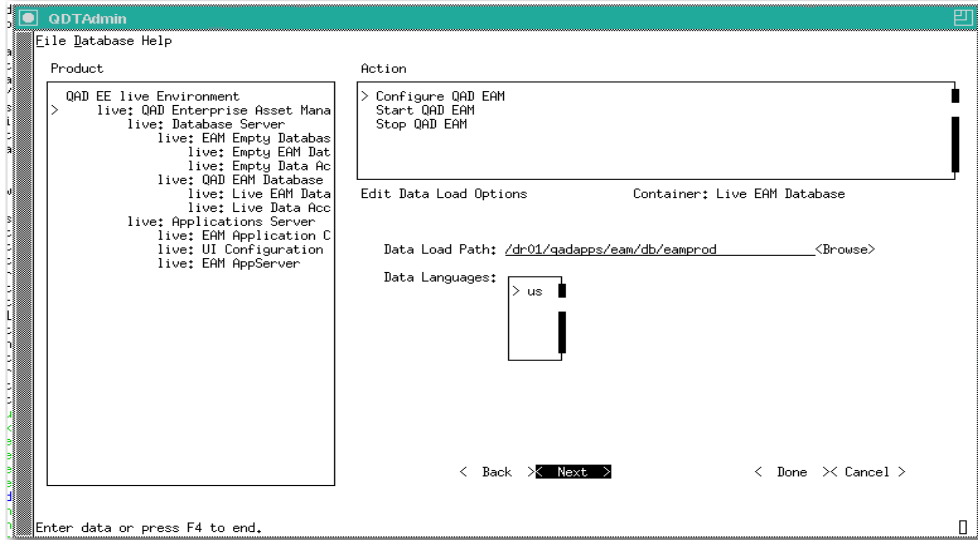 QDTAdmin
File Database Help
Product
QAD EE live Environment
> live: QAD Enterprise Asset Mana
live: Database Server
live: EAM Empty Databas
live: Empty EAM Dat
live: Empty Data Ac
live: QAD EAM Database
live: Live EAM Data
live: Live Data Acc
live: Applications Server
live: EAM Application C
live: UI Configuration
live: EAM AppServer
Action
> Configure QAD EAM
Start QAD EAM
Stop QAD EAM
Edit Data Load Options Container: Live EAM Database
Data Load Path: /dr01/qadapps/eam/db/eamprod <Browse>
Data Languages:
> us
< Back >< Next > < Done >< Cancel >
Enter data or press F4 to end.